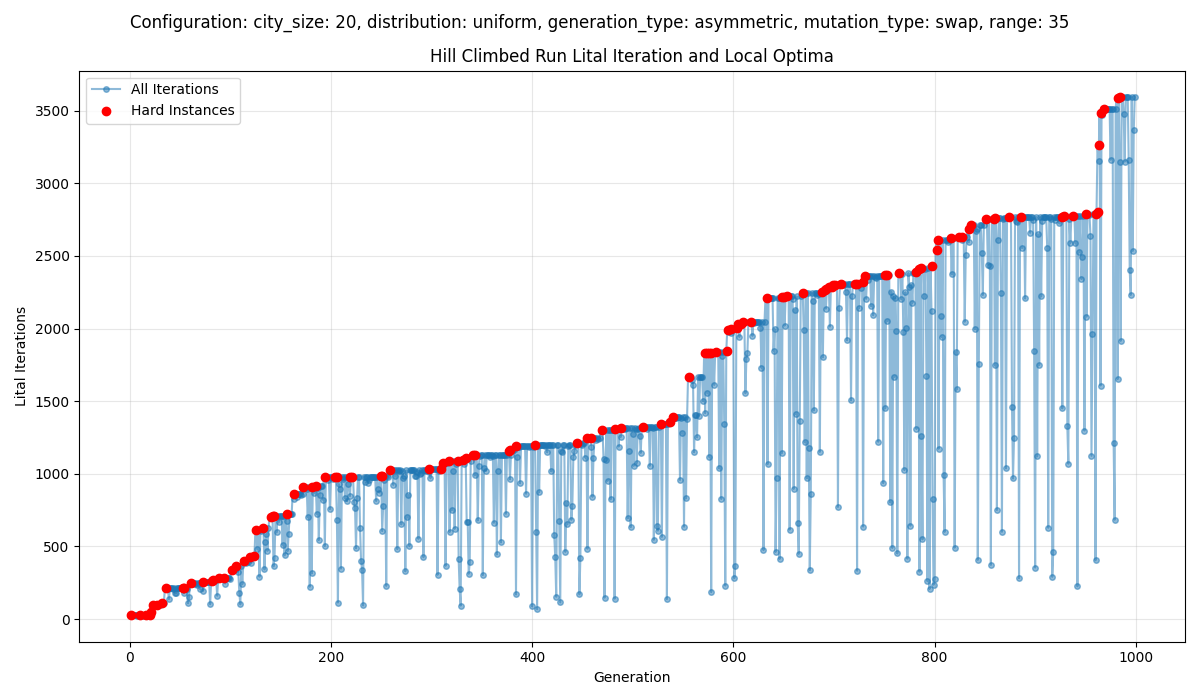 Configuration: city_size: 20, distribution: uniform, generation_type: asymmetric, mutation_type: swap, range: 35
Hill Climbed Run Lital Iteration and Local Optima
All Iterations
Hard Instances
3500
3000
2500
2000
1500
1000
500
0
Lital Iterations
0 200 400 600 800 1000
Generation